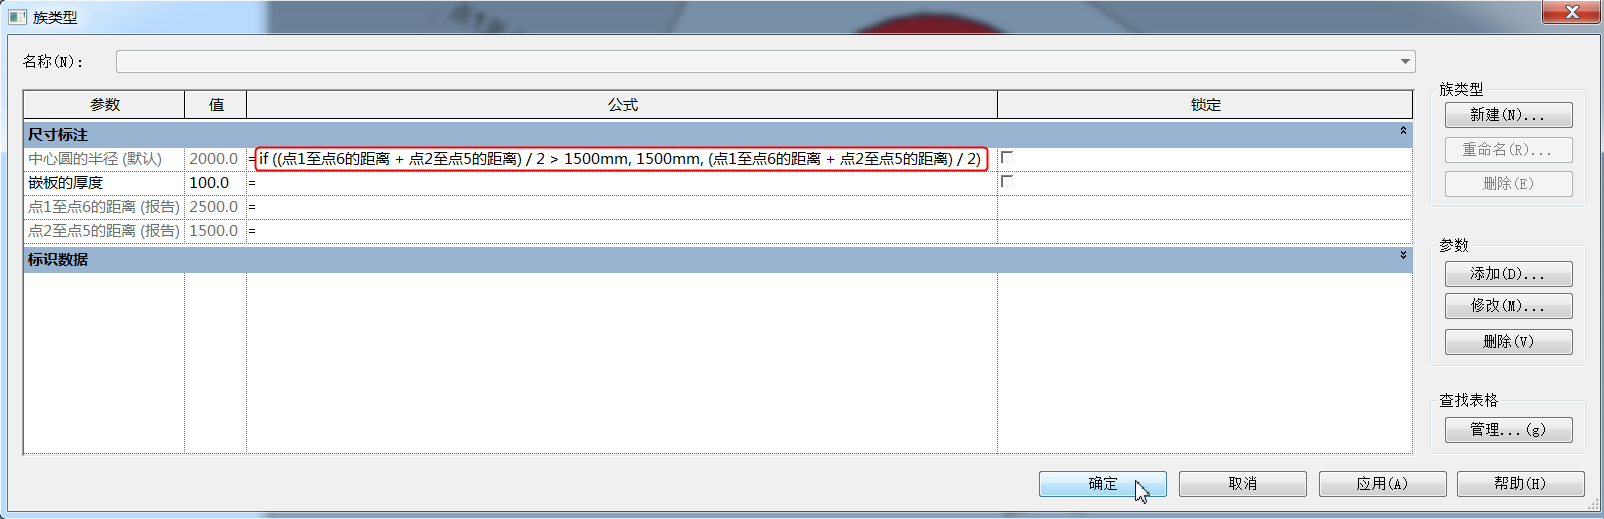 族类型
点1至
名称(N):
参数 值 公式 锁定
尺寸标注
中心圆的半径 (默认) 2000.0 =if ((点1至点6的距离 + 点2至点5的距离) / 2 > 1500mm, 1500mm, (点1至点6的距离 + 点2至点5的距离) / 2)
嵌板的厚度 100.0 =
点1至点6的距离 (报告) 2500.0 =
点2至点5的距离 (报告) 1500.0 =
标识数据
族类型
新建(N)...
重命名(R)...
删除(E)
参数
添加(D)...
修改(M)...
删除(V)
查找表格
管理...(g)
确定 取消 应用(A) 帮助(H)